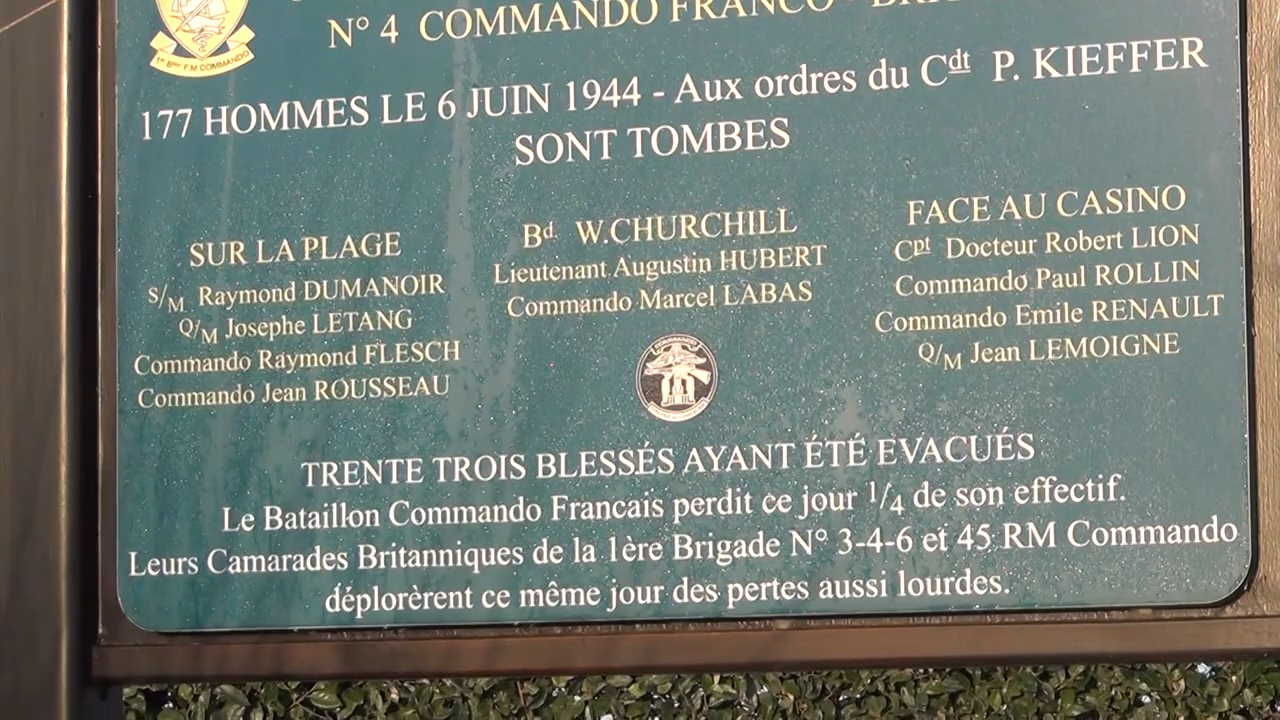 1er Bon F.M COMMANDO
N° 4 COMMANDO FRANCO -
177 HOMMES LE 6 JUIN 1944 - Aux ordres du Cdt P. KIEFFER
SONT TOMBES
SUR LA PLAGE
S/M Raymond DUMANOIR
Q/M Josephe LETANG
Commando Raymond FLESCH
Commando Jean ROUSSEAU
Bd W.CHURCHILL
Lieutenant Augustin HUBERT
Commando Marcel LABAS
FACE AU CASINO
Cpt Docteur Robert LION
Commando Paul ROLLIN
Commando Emile RENAULT
Q/M Jean LEMOIGNE
COMMANDO
TRENTE TROIS BLESSÉS AYANT ÉTÉ EVACUÉS
Le Bataillon Commando Francais perdit ce jour 1/4 de son effectif.
Leurs Camarades Britanniques de la 1ère Brigade N° 3-4-6 et 45 RM Commando
déplorèrent ce même jour des pertes aussi lourdes.